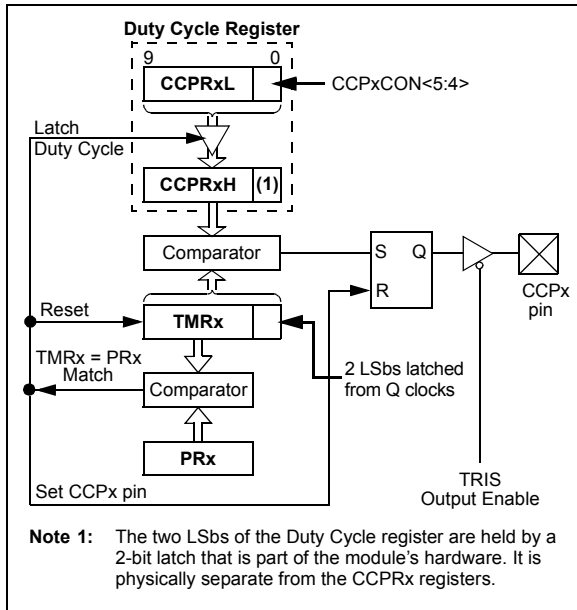 Duty Cycle Register
9 0
CCPRxL
CCPxCON<5:4>
Latch
Duty Cycle
CCPRxH (1)
Comparator
S Q
R
CCPx
pin
Reset
TMRx
TMRx = PRx
Match
2 LSbs latched
from Q clocks
Comparator
PRx
Set CCPx pin
TRIS
Output Enable
Note 1: The two LSbs of the Duty Cycle register are held by a
2-bit latch that is part of the module's hardware. It is
physically separate from the CCPRx registers.